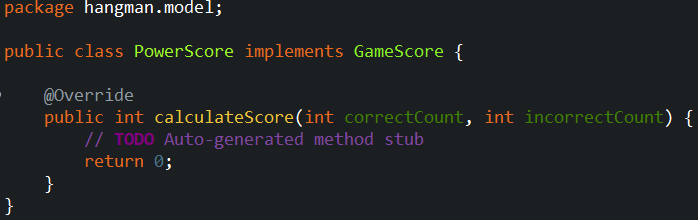 package hangman.model;
public class PowerScore implements GameScore {
@Override
public int calculateScore(int correctCount, int incorrectCount) {
// TODO Auto-generated method stub
return 0;
}
}